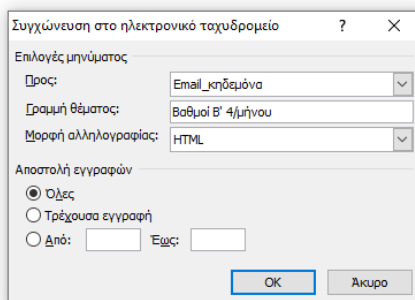 Συγχώνευση στο ηλεκτρονικό ταχυδρομείο ? ×
Επιλογές μηνύματος
Προς: Email_κηδεμόνα
Γραμμή θέματος: Βαθμοί Β' 4/μήνου
Μορφή αλληλογραφίας: HTML
Αποστολή εγγραφών
Όλες
Τρέχουσα εγγραφή
Από: Έως:
OK Άκυρο